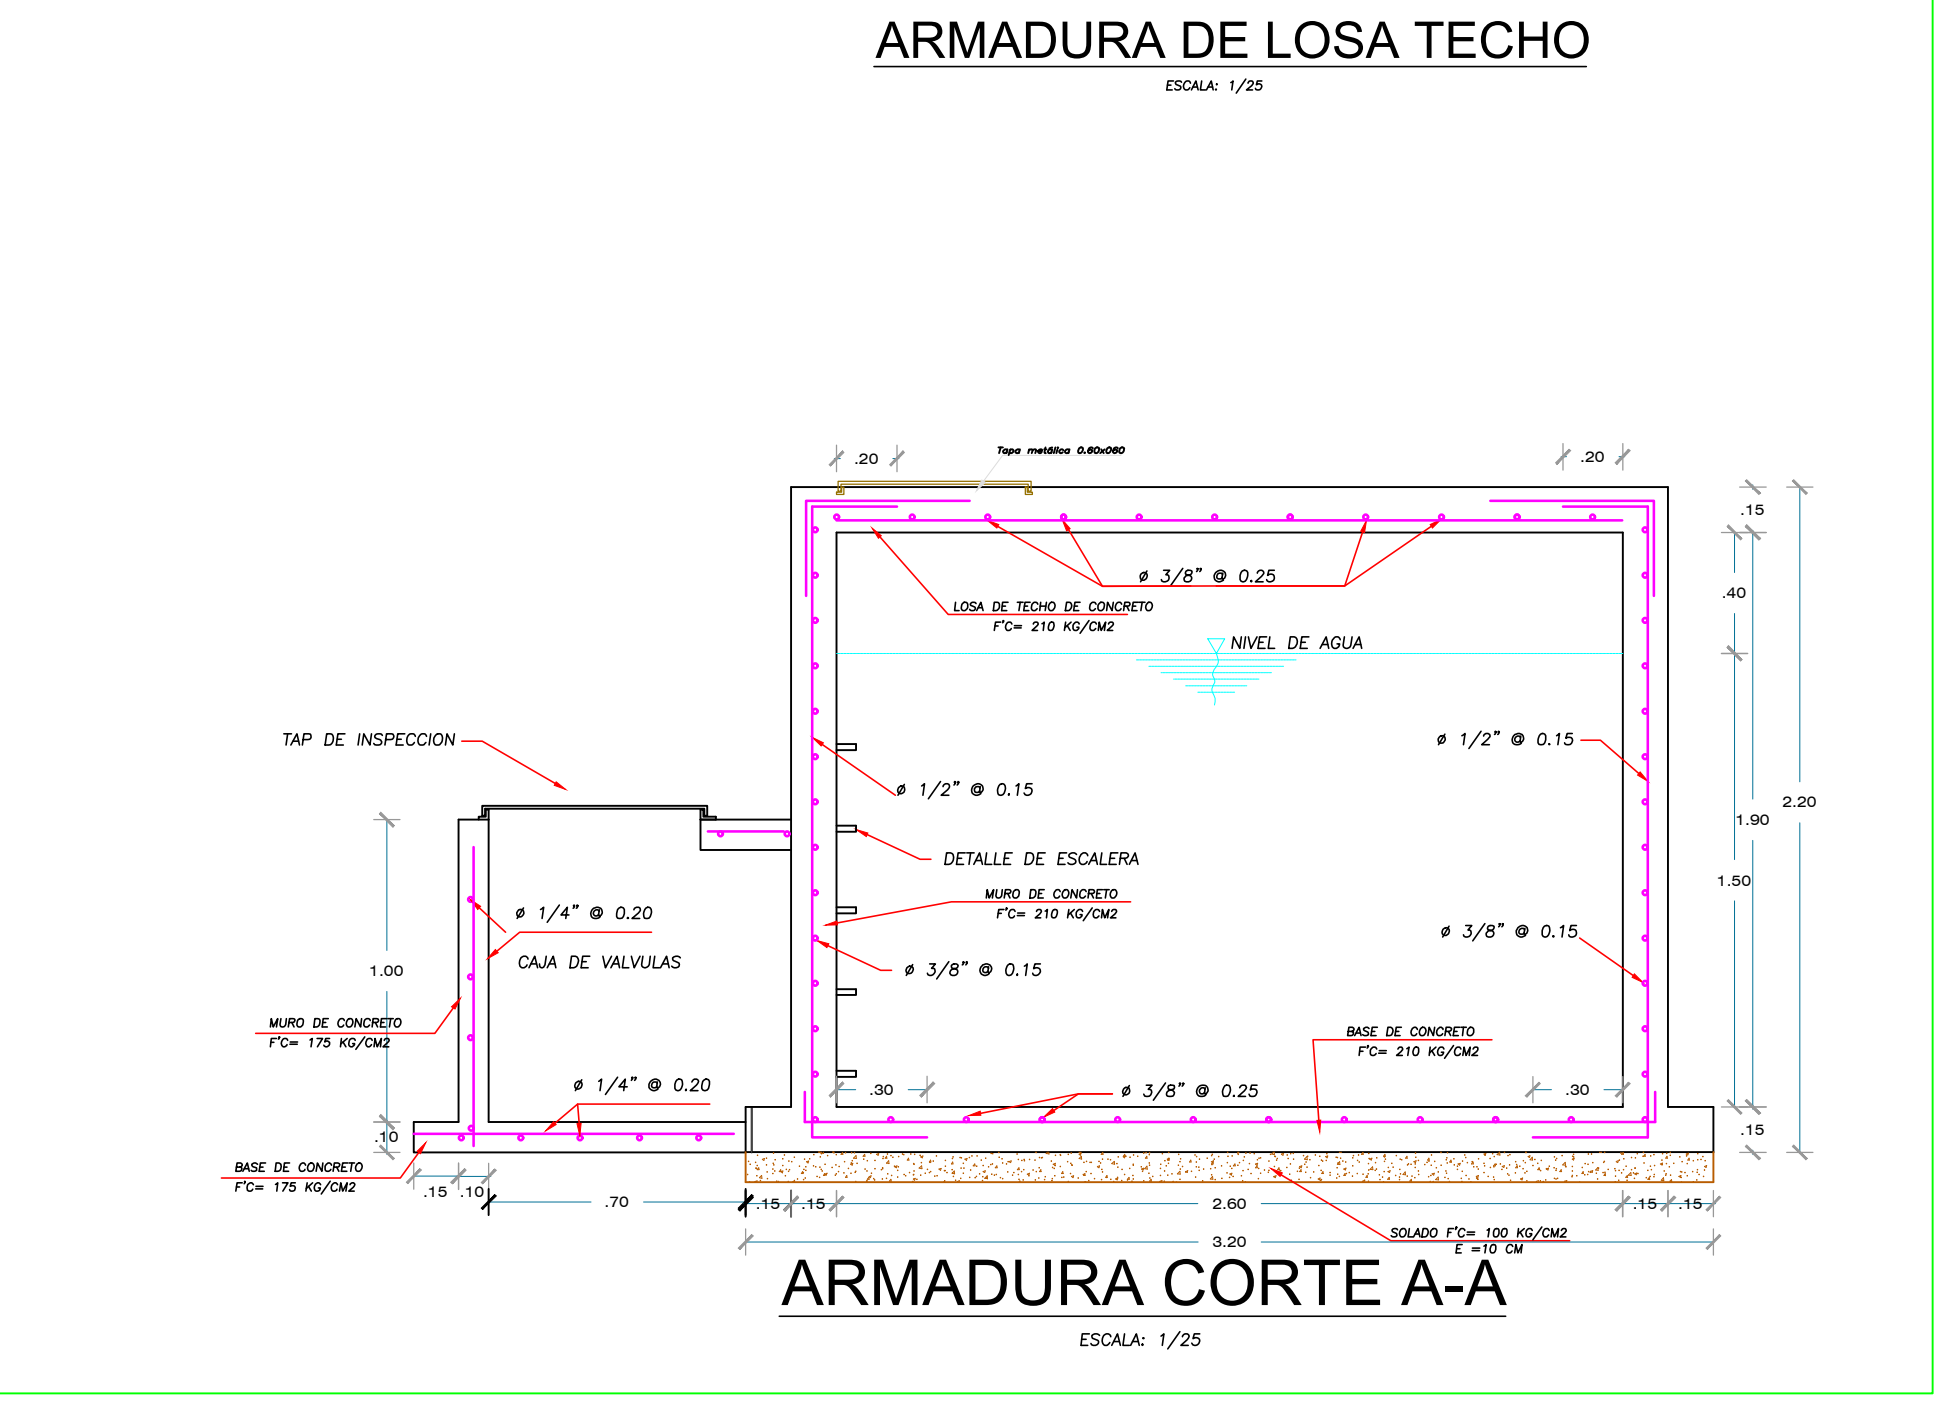 ARMADURA DE LOSA TECHO
ESCALA: 1/25
Tapa metálica 0.60x060
.20
.20
.15
Ø 3/8" @ 0.25
.40
LOSA DE TECHO DE CONCRETO
F'C= 210 KG/CM2
NIVEL DE AGUA
TAP DE INSPECCION
Ø 1/2" @ 0.15
Ø 1/2" @ 0.15
2.20
1.90
DETALLE DE ESCALERA
1.50
MURO DE CONCRETO
F'C= 210 KG/CM2
Ø 1/4" @ 0.20
Ø 3/8" @ 0.15
CAJA DE VALVULAS
Ø 3/8" @ 0.15
1.00
MURO DE CONCRETO
F'C= 175 KG/CM2
BASE DE CONCRETO
F'C= 210 KG/CM2
Ø 1/4" @ 0.20
.30
Ø 3/8" @ 0.25
.30
.10
.15
BASE DE CONCRETO
F'C= 175 KG/CM2
.15
.10
.70
.15
.15
2.60
.15
.15
3.20
SOLADO F'C= 100 KG/CM2
E =10 CM
ARMADURA CORTE A-A
ESCALA: 1/25